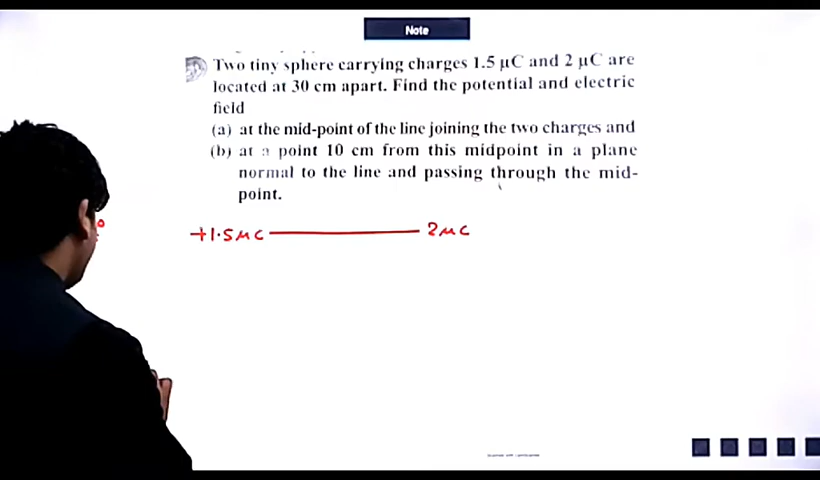 Note
Two tiny sphere carrying charges 1.5 μC and 2 μC are
located at 30 cm apart. Find the potential and electric
field
(a) at the mid-point of the line joining the two charges and
(b) at a point 10 cm from this midpoint in a plane
normal to the line and passing through the mid-
point.
+1.5μC 2μC